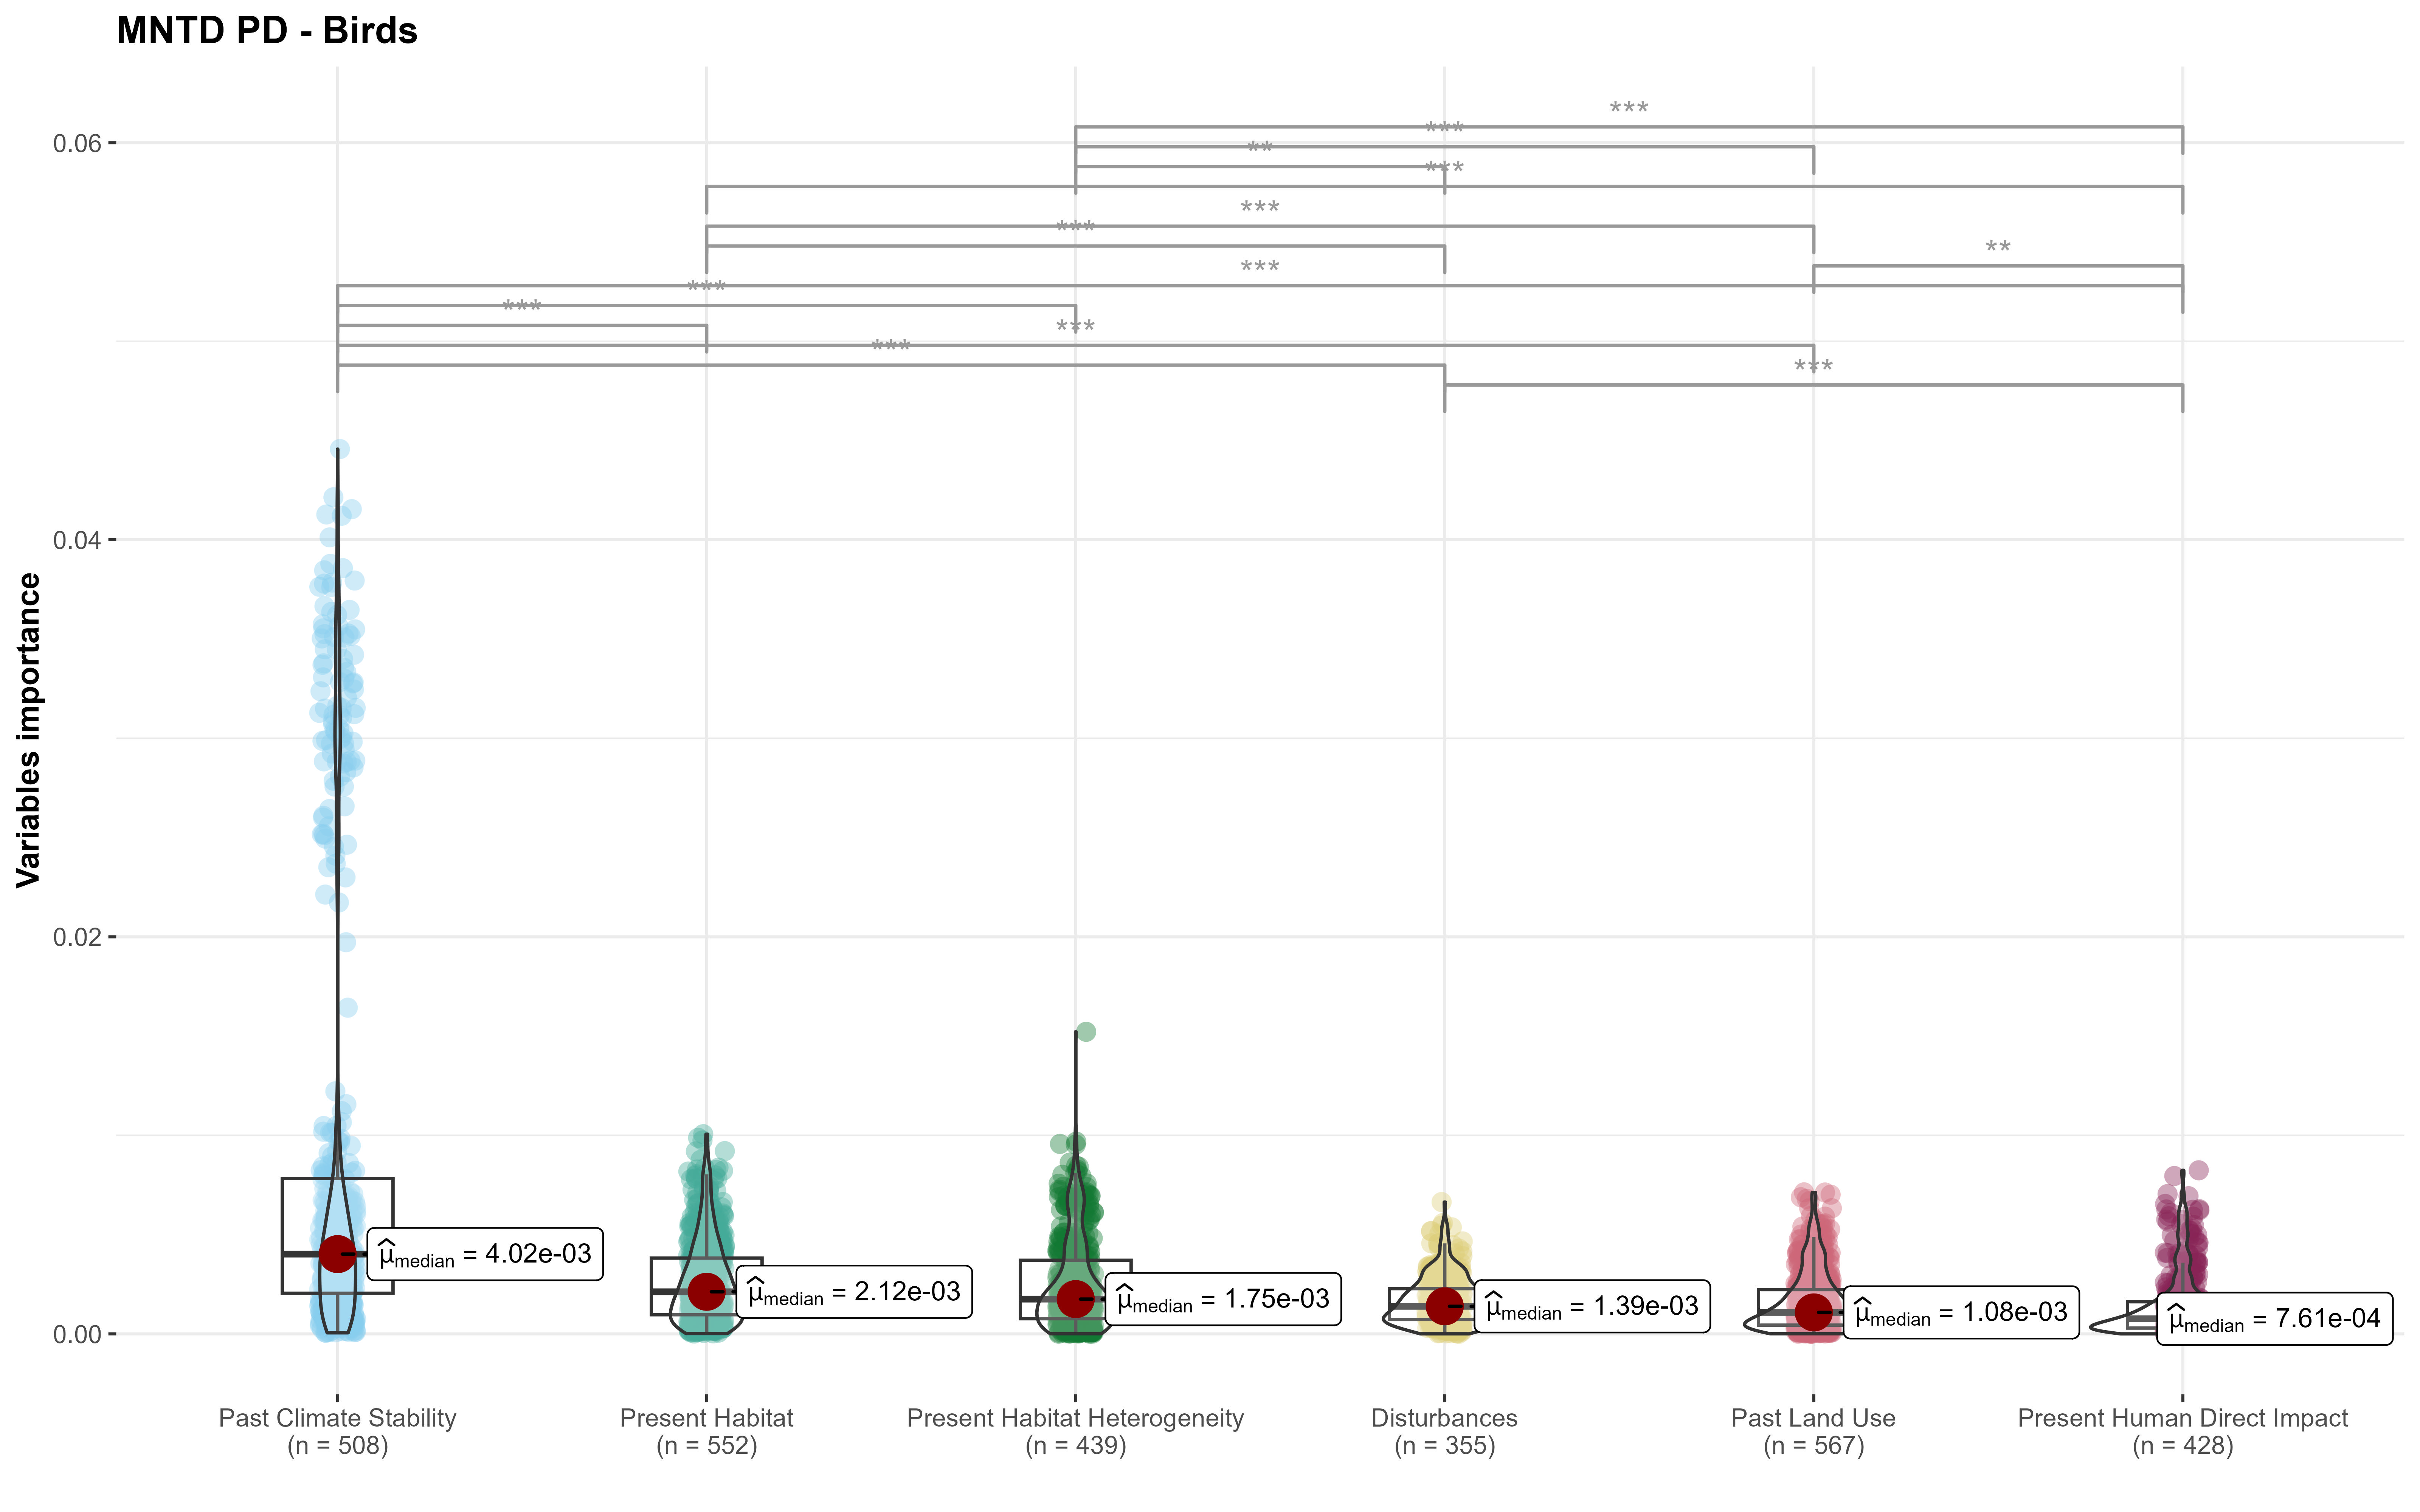 MNTD PD - Birds
Variables importance
0.06
0.04
0.02
0.00
***
***
**
***
***
***
**
***
***
***
***
***
***
μ̂median = 4.02e-03
μ̂median = 2.12e-03
μ̂median = 1.75e-03
μ̂median = 1.39e-03
μ̂median = 1.08e-03
μ̂median = 7.61e-04
Past Climate Stability
(n = 508)
Present Habitat
(n = 552)
Present Habitat Heterogeneity
(n = 439)
Disturbances
(n = 355)
Past Land Use
(n = 567)
Present Human Direct Impact
(n = 428)